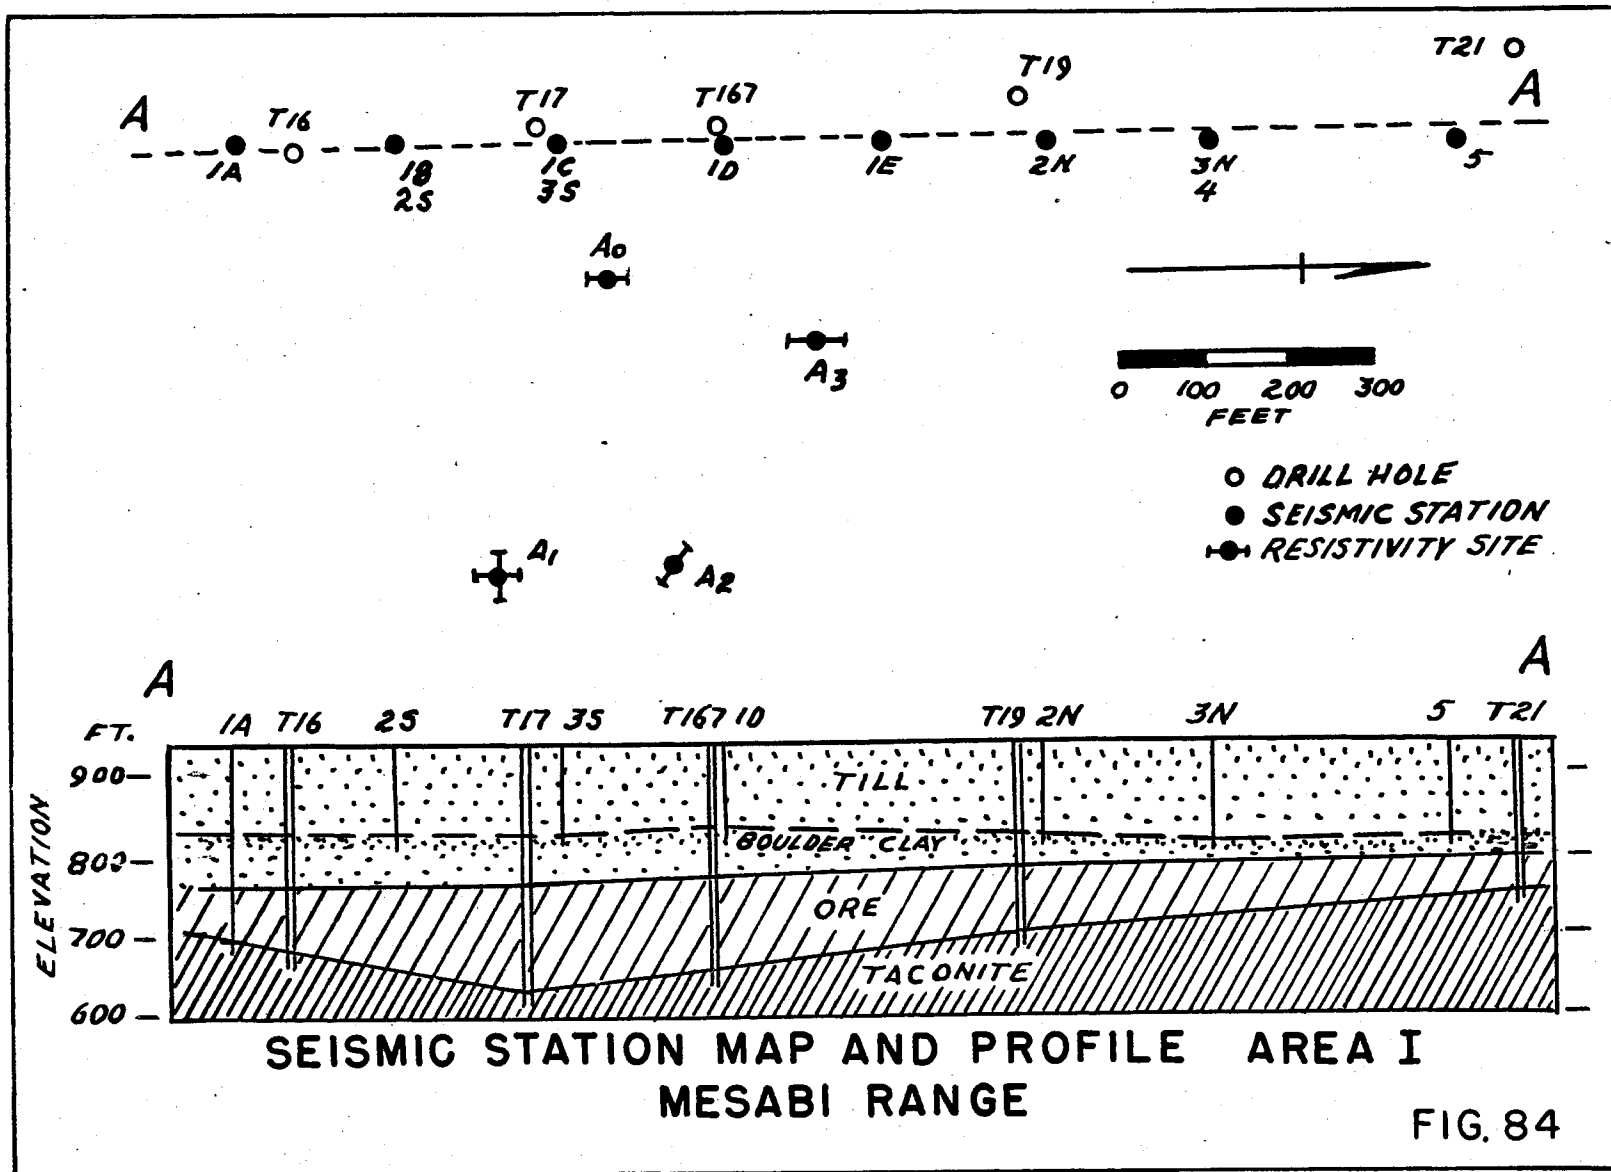 T21
T19
A
A
T17
T167
T16
1A
1B
1C
1D
1E
2N
3N
5
2S
3S
4
A0
A3
0 100 200 300
FEET
DRILL HOLE
SEISMIC STATION
RESISTIVITY SITE
A1
A2
A
A
FT.
1A T16 2S T17 3S T167 1D T19 2N 3N 5 T21
900
TILL
BOULDER CLAY
800
ORE
ELEVATION
700
TACONITE
600
SEISMIC STATION MAP AND PROFILE AREA I
MESABI RANGE
FIG. 84